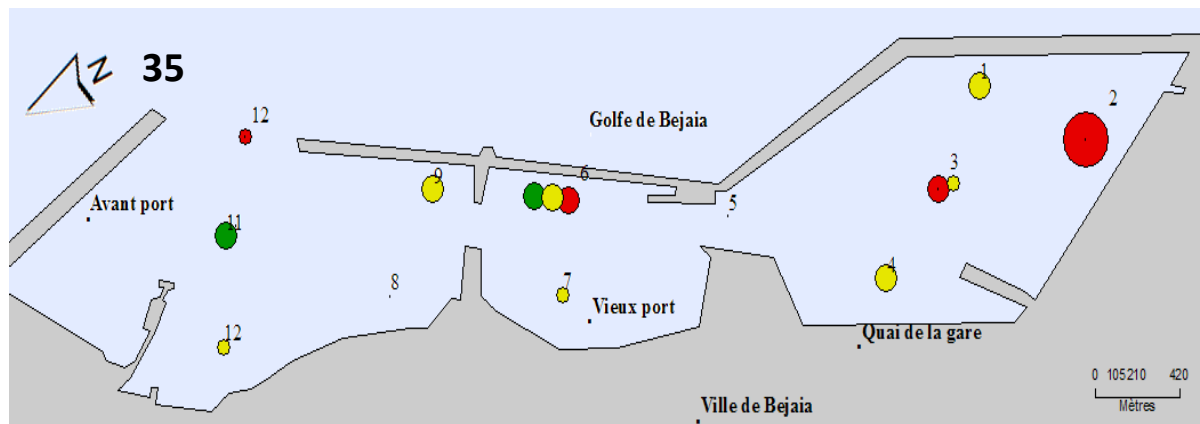 N
35
1
2
12
Golfe de Bejaia
3
9
6
Avant port
5
11
4
8
7
Vieux port
12
Quai de la gare
0 105210 420
Mètres
Ville de Bejaia